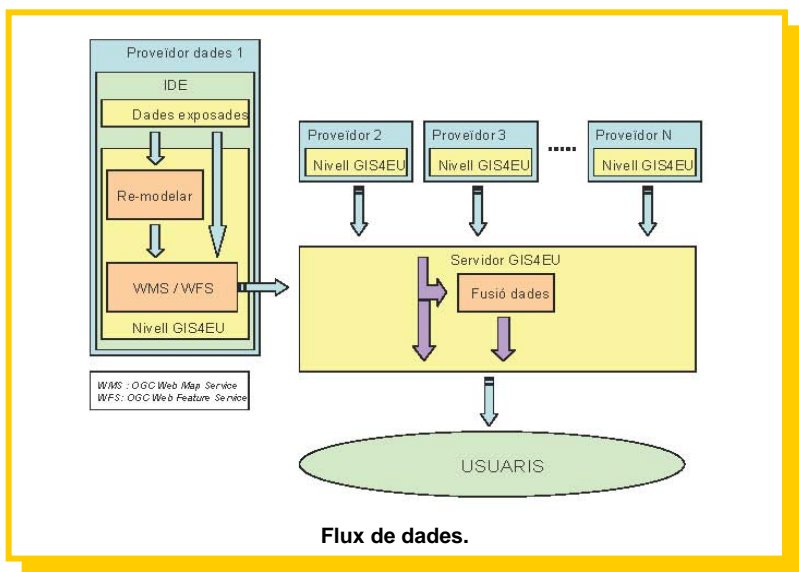 Proveïdor dades 1
IDE
Dades exposades
Re-modelar
WMS / WFS
Nivell GIS4EU
WMS : OGC Web Map Service
WFS: OGC Web Feature Service
Proveïdor 2
Nivell GIS4EU
Proveïdor 3
Nivell GIS4EU
.....
Proveïdor N
Nivell GIS4EU
Servidor GIS4EU
Fusió dades
USUARIS
Flux de dades.